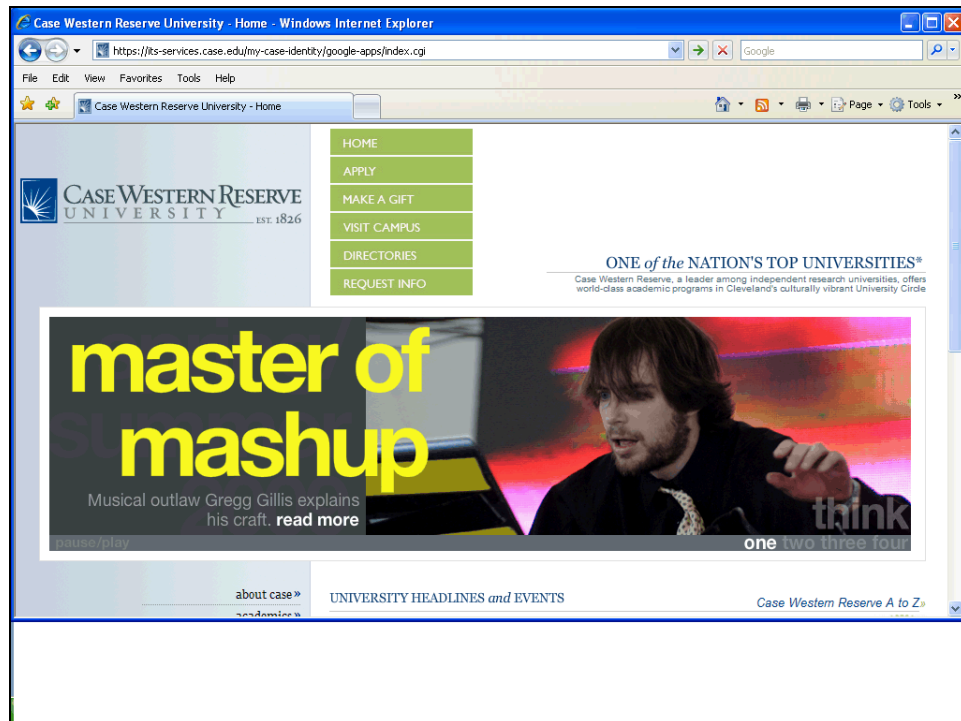 Case Western Reserve University - Home - Windows Internet Explorer
https://its-services.case.edu/my-case-identity/google-apps/index.cgi
Google
File Edit View Favorites Tools Help
Case Western Reserve University - Home
Page Tools
HOME
APPLY
MAKE A GIFT
VISIT CAMPUS
DIRECTORIES
REQUEST INFO
CASE WESTERN RESERVE
UNIVERSITY EST. 1826
ONE of the NATION'S TOP UNIVERSITIES*
Case Western Reserve, a leader among independent research universities, offers
world-class academic programs in Cleveland's culturally vibrant University Circle
master of
mashup
Musical outlaw Gregg Gillis explains
his craft. read more
think
pause/play
one two three four
about case»
academics»
UNIVERSITY HEADLINES and EVENTS
Case Western Reserve A to Z»